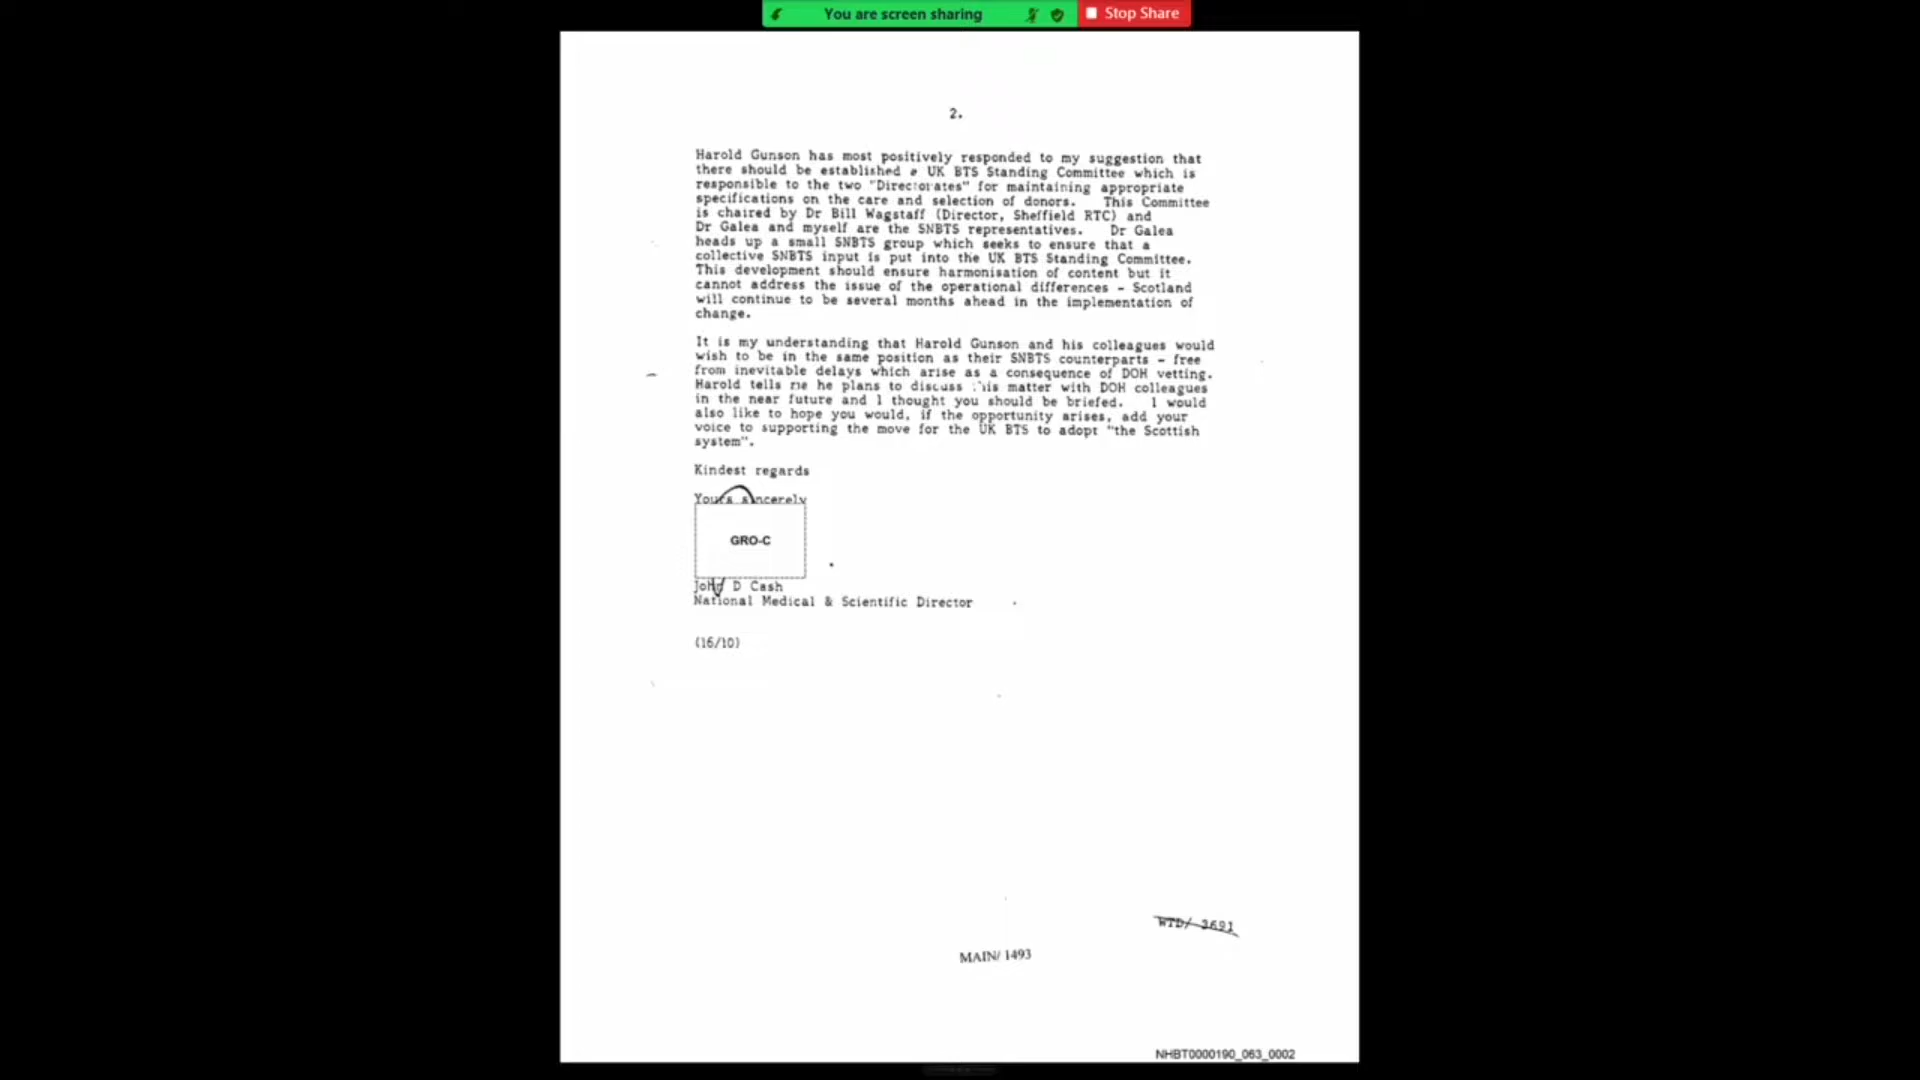 You are screen sharing
Stop Share
2.
Harold Gunson has most positively responded to my suggestion that
there should be established a UK BTS Standing Committee which is
responsible to the two "Directorates" for maintaining appropriate
specifications on the care and selection of donors. This Committee
is chaired by Dr Bill Wagstaff (Director, Sheffield RTC) and
Dr Galea and myself are the SNBTS representatives. Dr Galea
heads up a small SNBTS group which seeks to ensure that a
collective SNBTS input is put into the UK BTS Standing Committee.
This development should ensure harmonisation of content but it
cannot address the issue of the operational differences - Scotland
will continue to be several months ahead in the implementation of
change.
It is my understanding that Harold Gunson and his colleagues would
wish to be in the same position as their SNBTS counterparts - free
from inevitable delays which arise as a consequence of DOH vetting.
Harold tells me he plans to discuss this matter with DOH colleagues
in the near future and I thought you should be briefed. I would
also like to hope you would, if the opportunity arises, add your
voice to supporting the move for the UK BTS to adopt "the Scottish
system".
Kindest regards
Yours sincerely
GRO-C
John D Cash
National Medical & Scientific Director
(16/10)
WTD/ 3691
MAIN/ 1493
NHBT0000190_063_0002